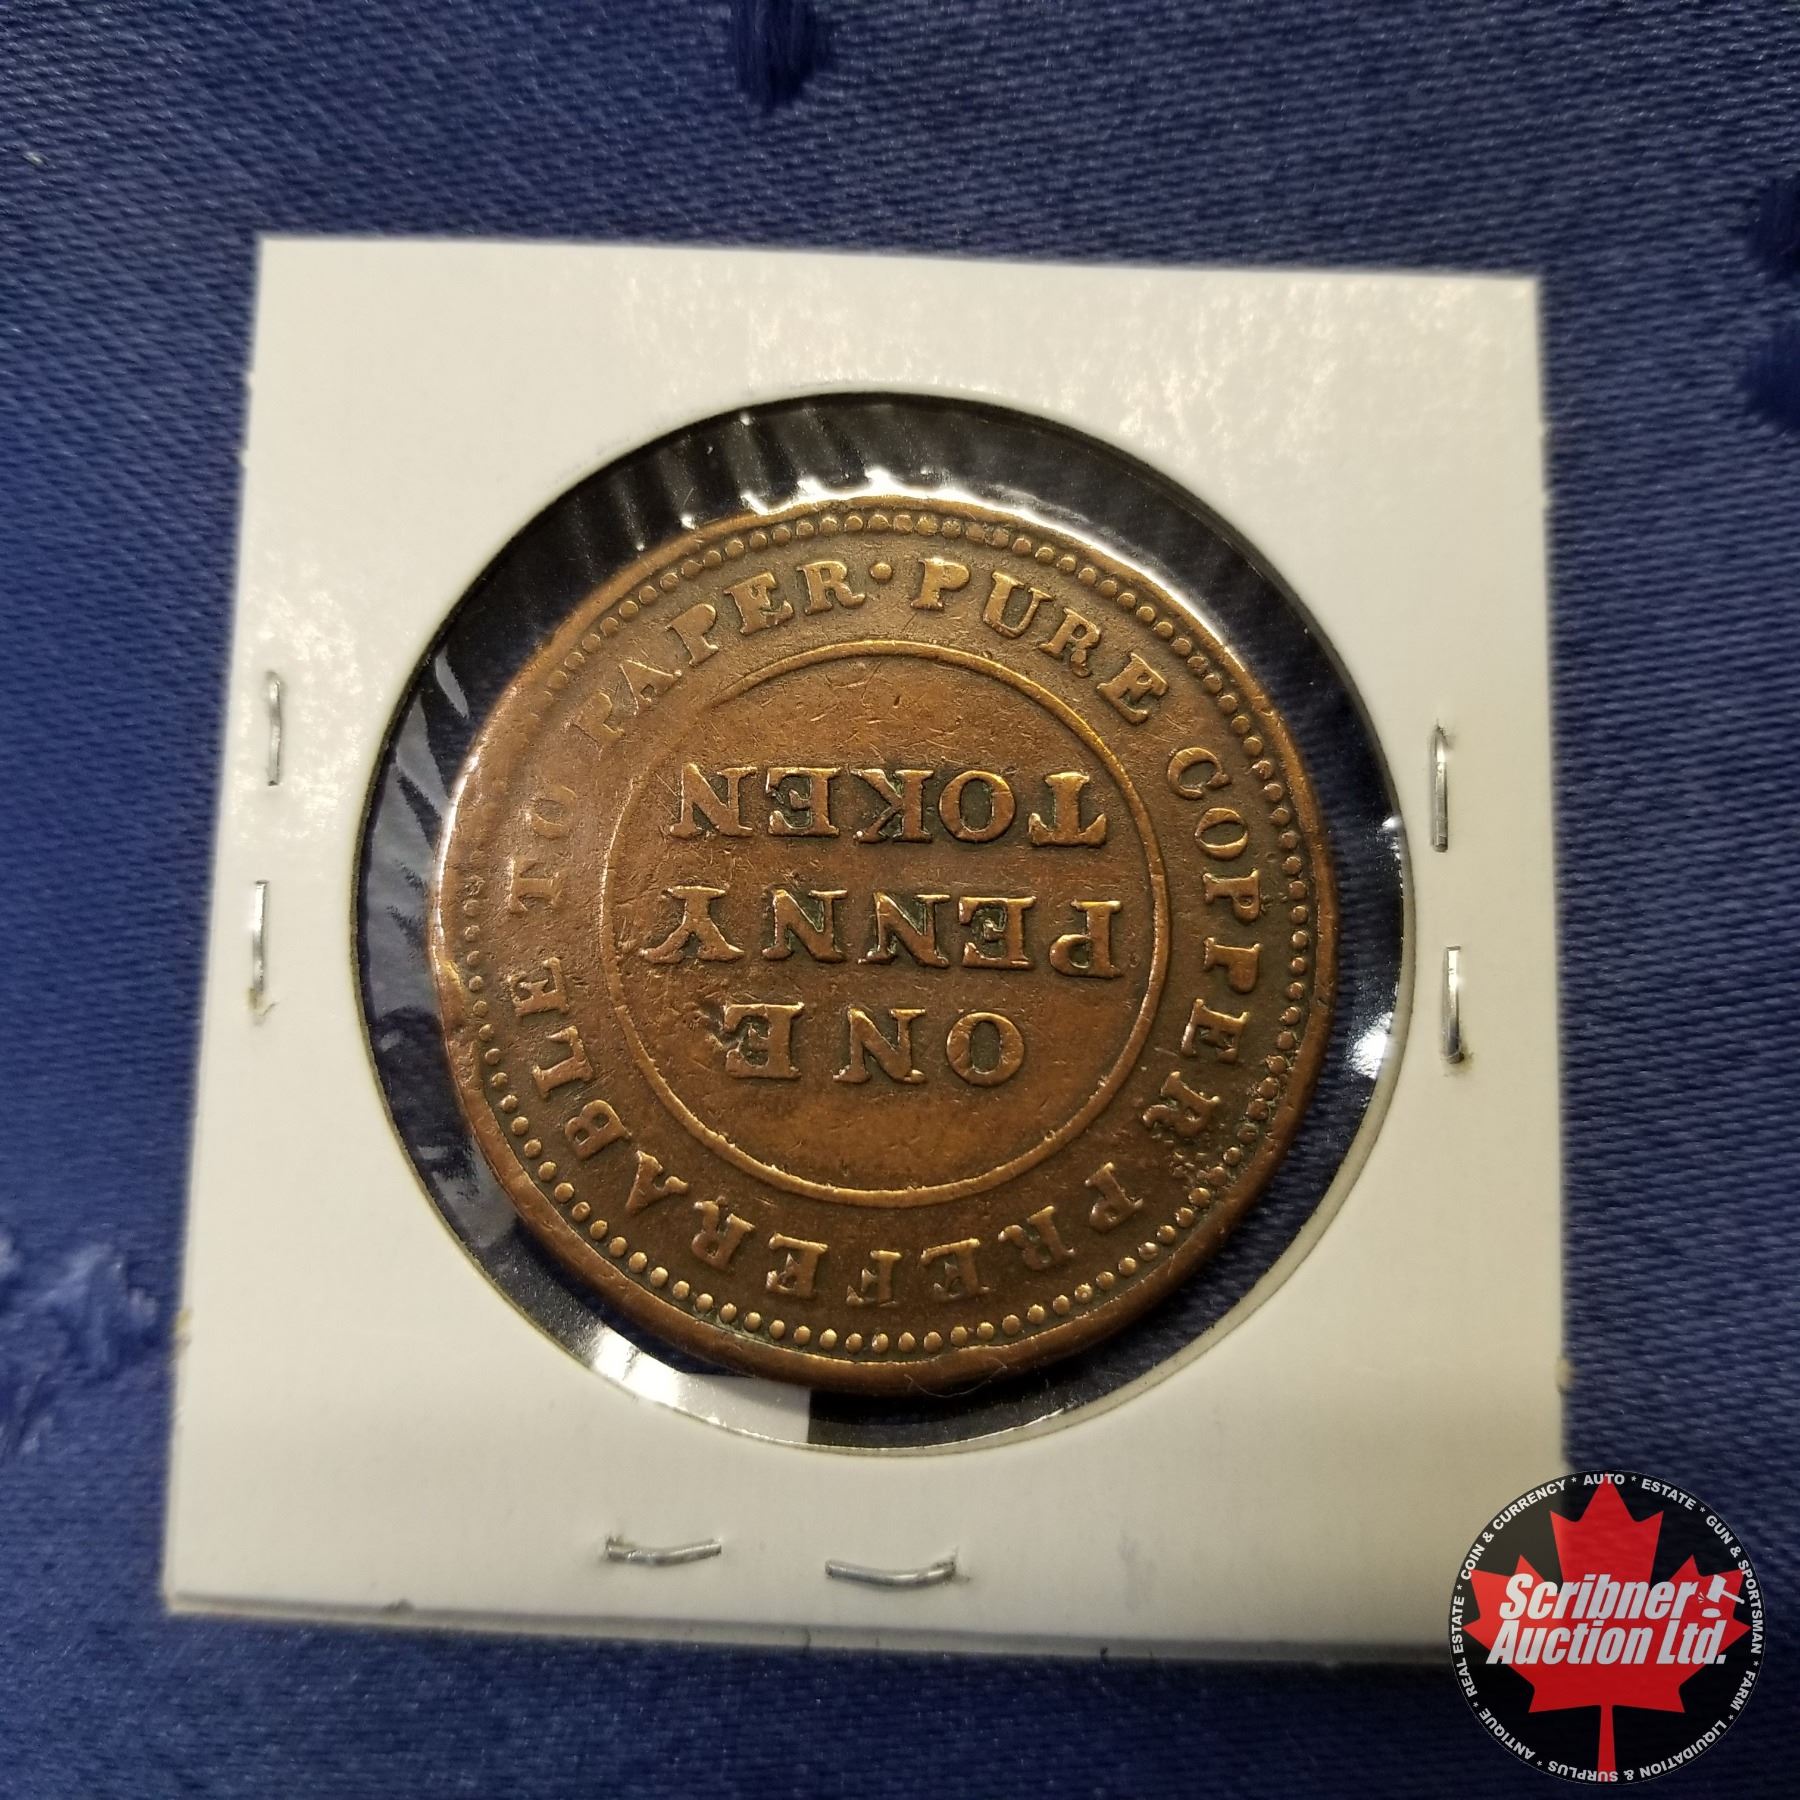 PURE COPPER PREFERABLE TO PAPER ·
ONE
PENNY
TOKEN
* COIN & CURRENCY * AUTO * ESTATE * GUN & SPORTSMAN * FARM * LIQUIDATION & SURPLUS * ANTIQUE * REAL ESTATE
Scribner
Auction Ltd.